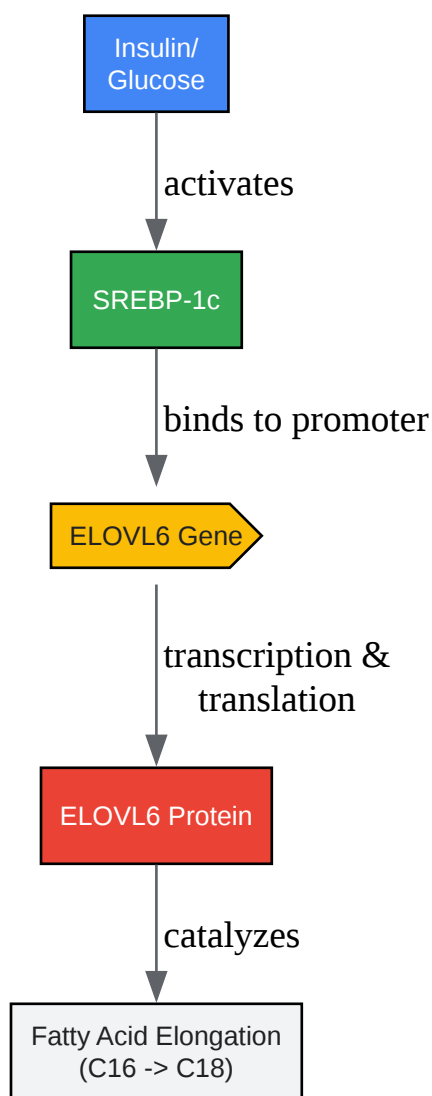 Insulin/
Glucose
activates
SREBP-1c
binds to promoter
ELOVL6 Gene
transcription &
translation
ELOVL6 Protein
catalyzes
Fatty Acid Elongation
(C16 -> C18)